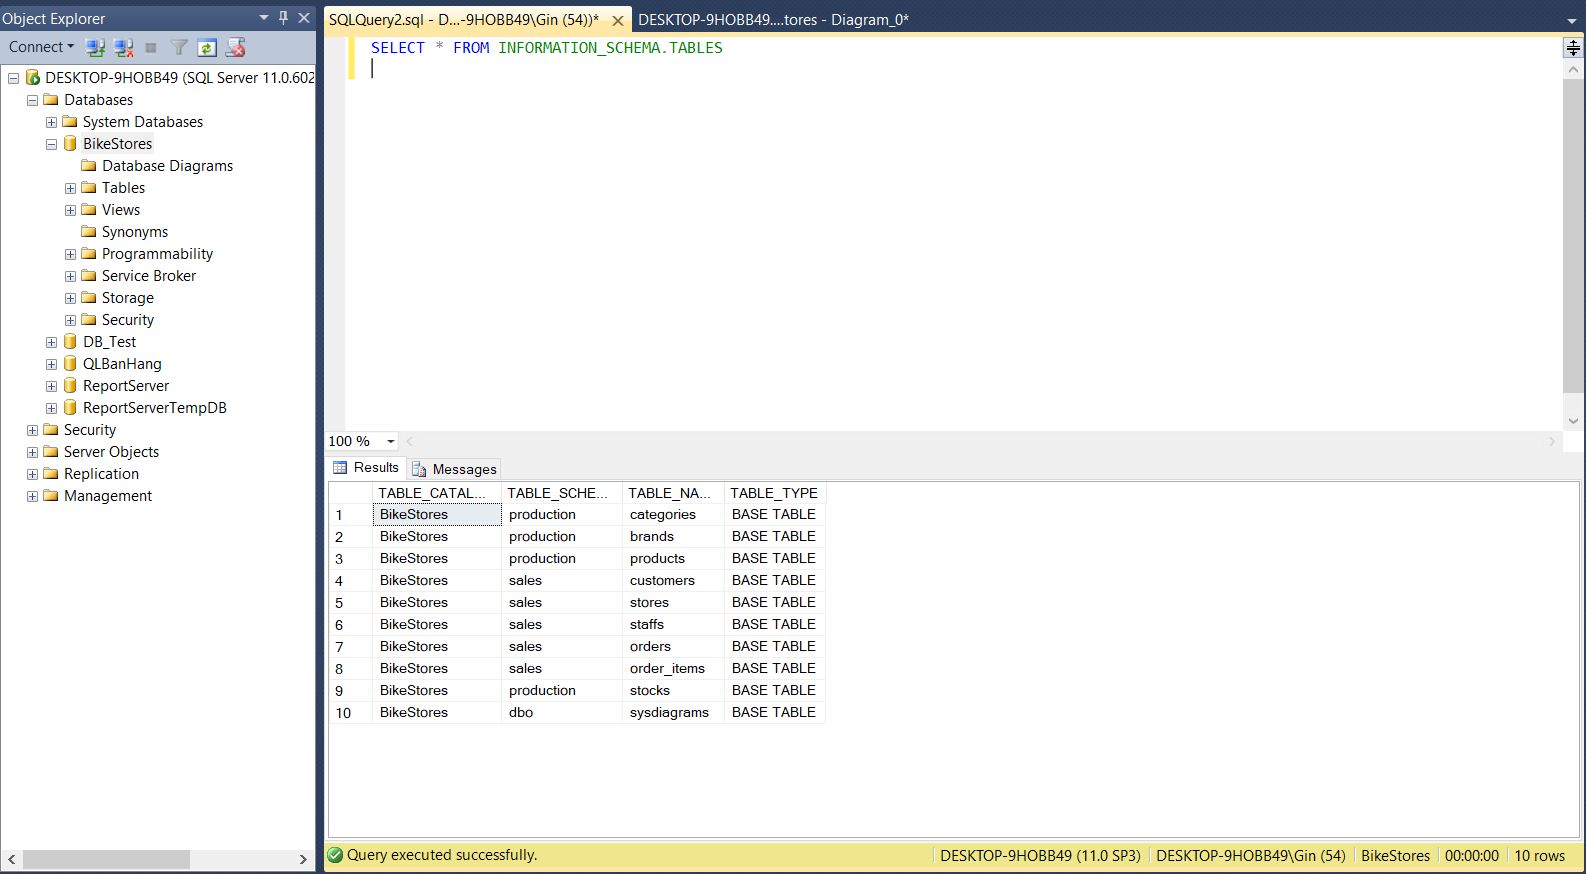 Object Explorer
Connect
DESKTOP-9HOBB49 (SQL Server 11.0.602
Databases
System Databases
BikeStores
Database Diagrams
Tables
Views
Synonyms
Programmability
Service Broker
Storage
Security
DB_Test
QLBanHang
ReportServer
ReportServerTempDB
Security
Server Objects
Replication
Management
SQLQuery2.sql - D...-9HOBB49\Gin (54))* DESKTOP-9HOBB49....tores - Diagram_0*
SELECT * FROM INFORMATION_SCHEMA.TABLES
100 %
Results Messages
TABLE_CATAL... TABLE_SCHE... TABLE_NA... TABLE_TYPE
1 BikeStores production categories BASE TABLE
2 BikeStores production brands BASE TABLE
3 BikeStores production products BASE TABLE
4 BikeStores sales customers BASE TABLE
5 BikeStores sales stores BASE TABLE
6 BikeStores sales staffs BASE TABLE
7 BikeStores sales orders BASE TABLE
8 BikeStores sales order_items BASE TABLE
9 BikeStores production stocks BASE TABLE
10 BikeStores dbo sysdiagrams BASE TABLE
Query executed successfully. DESKTOP-9HOBB49 (11.0 SP3) DESKTOP-9HOBB49\Gin (54) BikeStores 00:00:00 10 rows